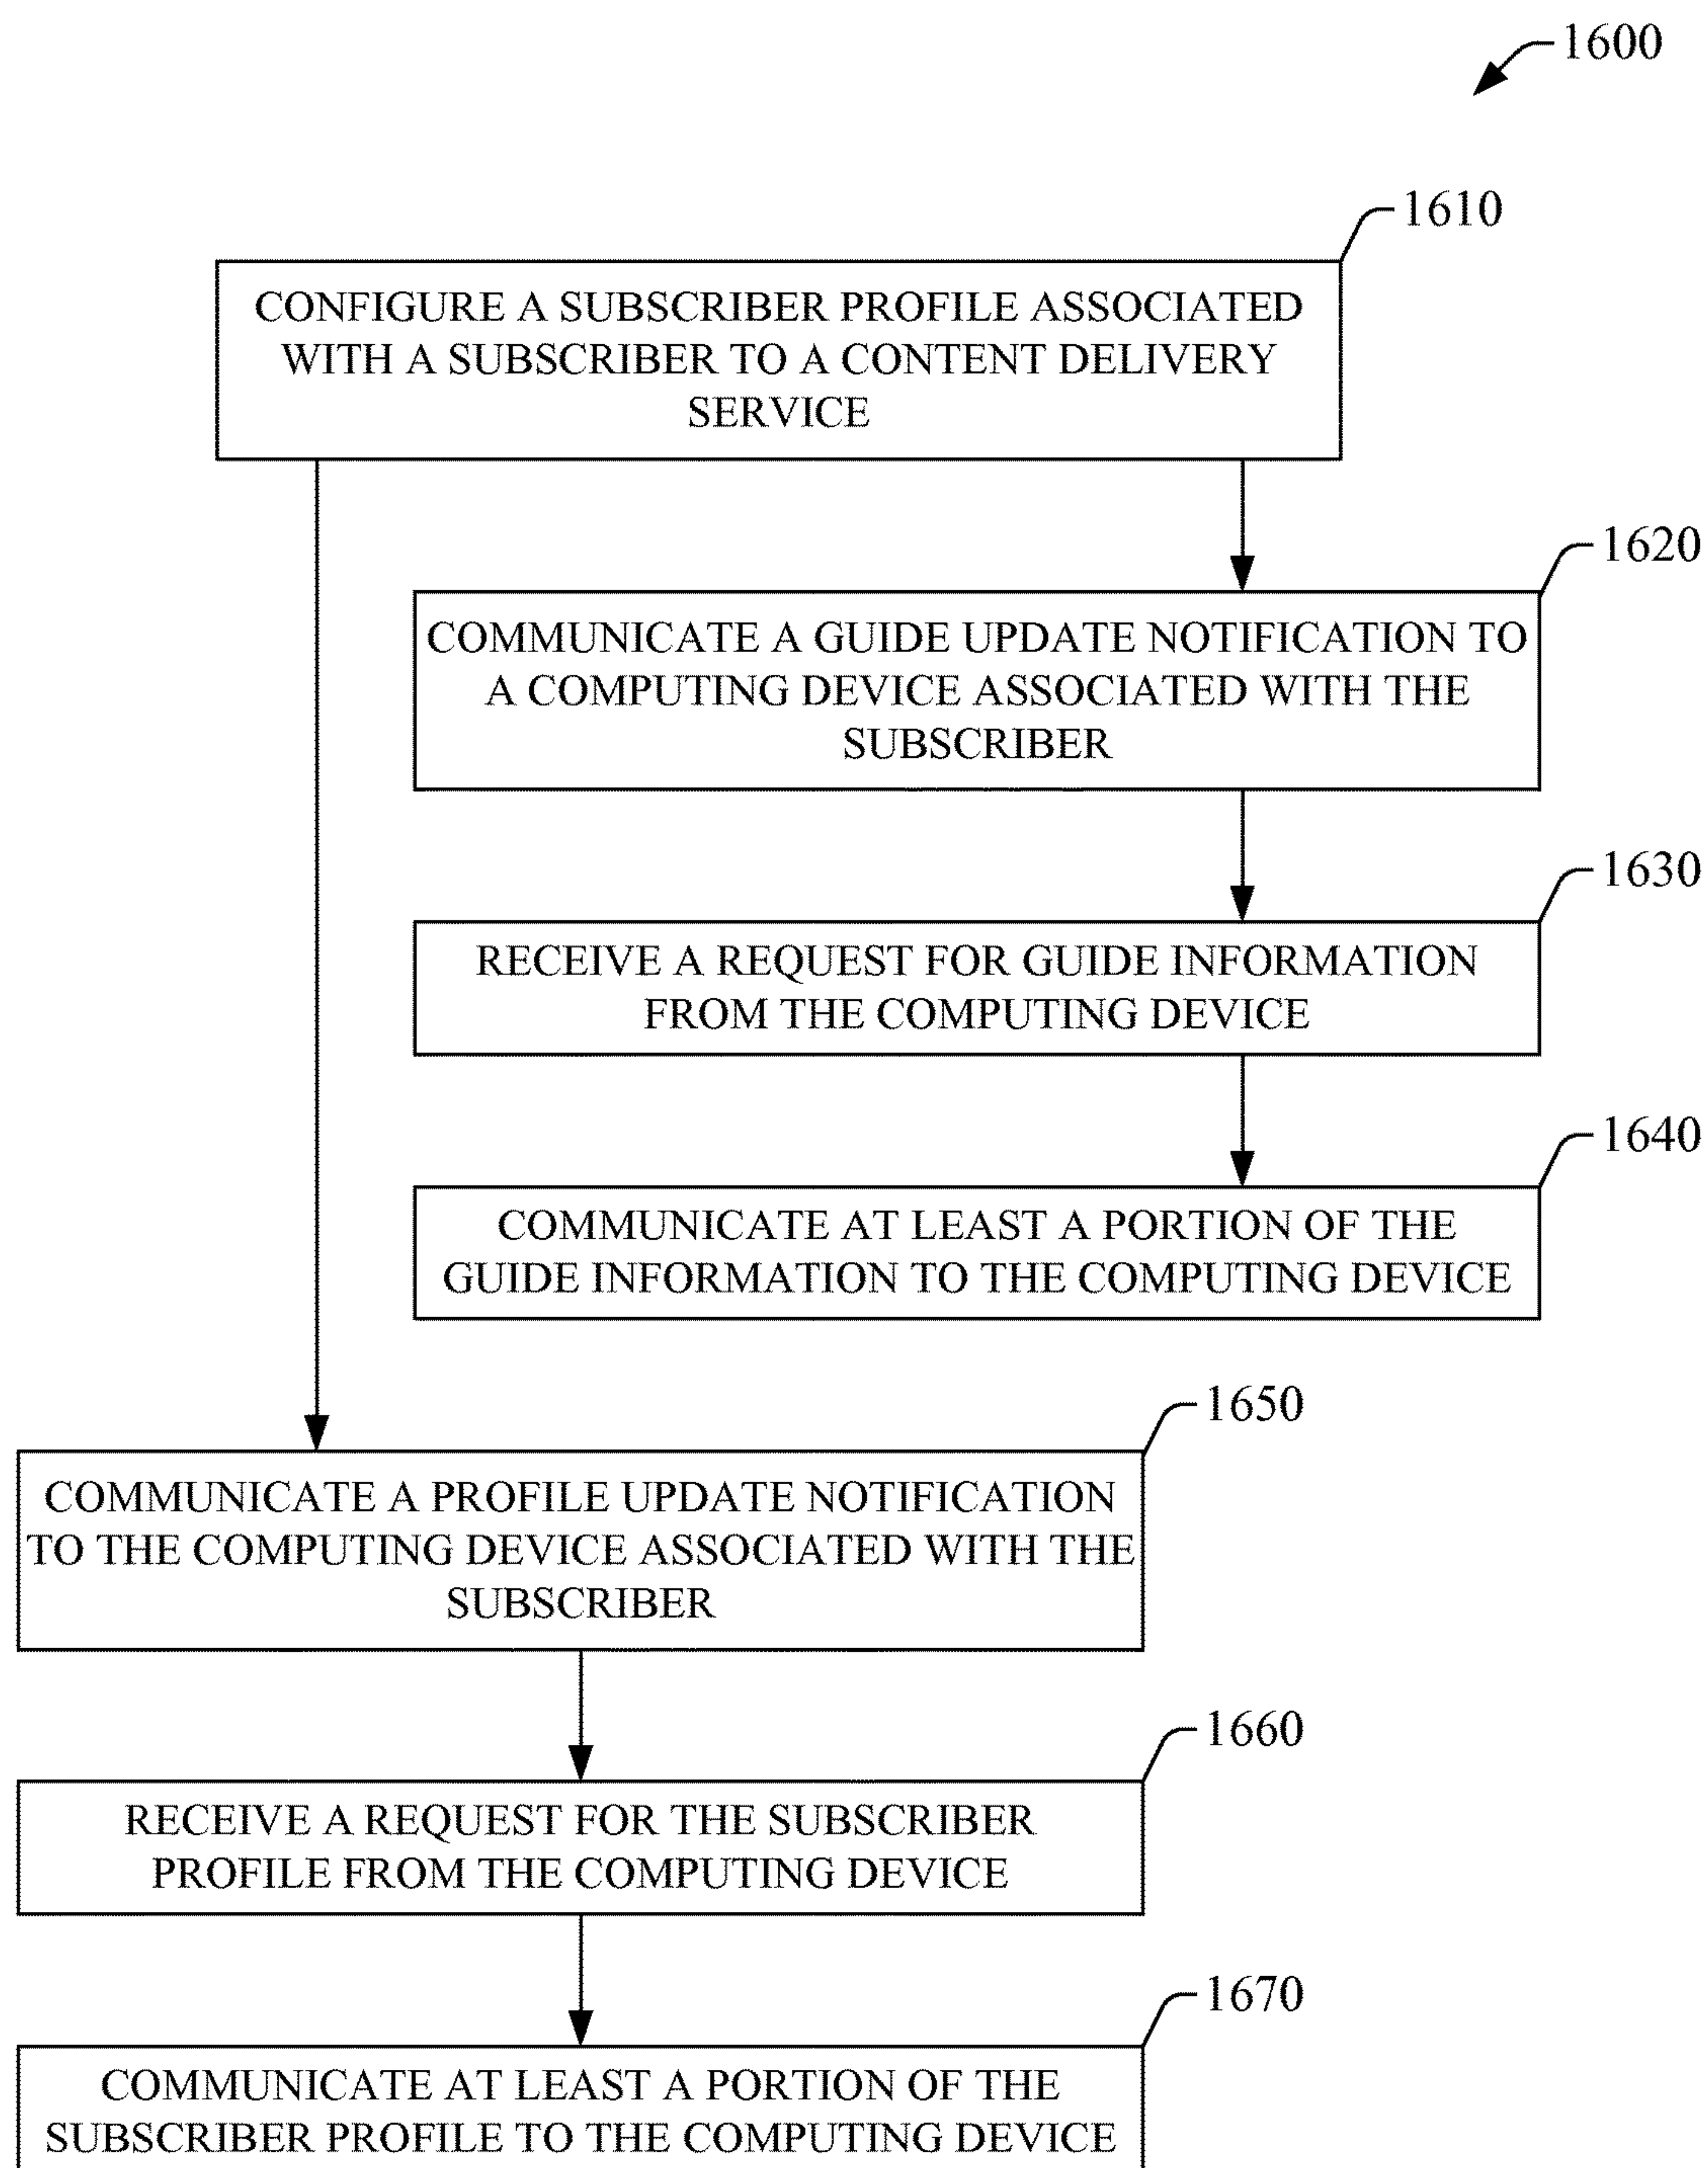 1600
1610
CONFIGURE A SUBSCRIBER PROFILE ASSOCIATED
WITH A SUBSCRIBER TO A CONTENT DELIVERY
SERVICE
1620
COMMUNICATE A GUIDE UPDATE NOTIFICATION TO
A COMPUTING DEVICE ASSOCIATED WITH THE
SUBSCRIBER
1630
RECEIVE A REQUEST FOR GUIDE INFORMATION
FROM THE COMPUTING DEVICE
1640
COMMUNICATE AT LEAST A PORTION OF THE
GUIDE INFORMATION TO THE COMPUTING DEVICE
1650
COMMUNICATE A PROFILE UPDATE NOTIFICATION
TO THE COMPUTING DEVICE ASSOCIATED WITH THE
SUBSCRIBER
1660
RECEIVE A REQUEST FOR THE SUBSCRIBER
PROFILE FROM THE COMPUTING DEVICE
1670
COMMUNICATE AT LEAST A PORTION OF THE
SUBSCRIBER PROFILE TO THE COMPUTING DEVICE